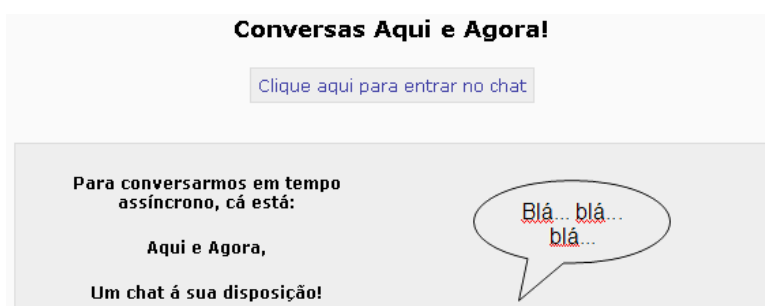 Conversas Aqui e Agora!
Clique aqui para entrar no chat
Para conversarmos em tempo
assíncrono, cá está:
Aqui e Agora,
Um chat á sua disposição!
Blá... blá...
blá...